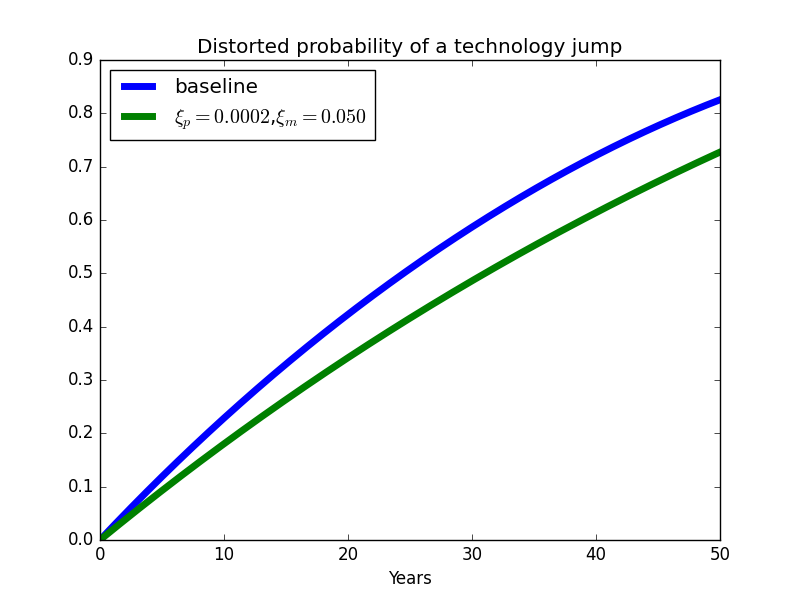 Distorted probability of a technology jump
0.9
0.8
0.7
0.6
0.5
0.4
0.3
0.2
0.1
0.0
baseline
ξₚ = 0.0002,ξₘ = 0.050
0 10 20 30 40 50
Years